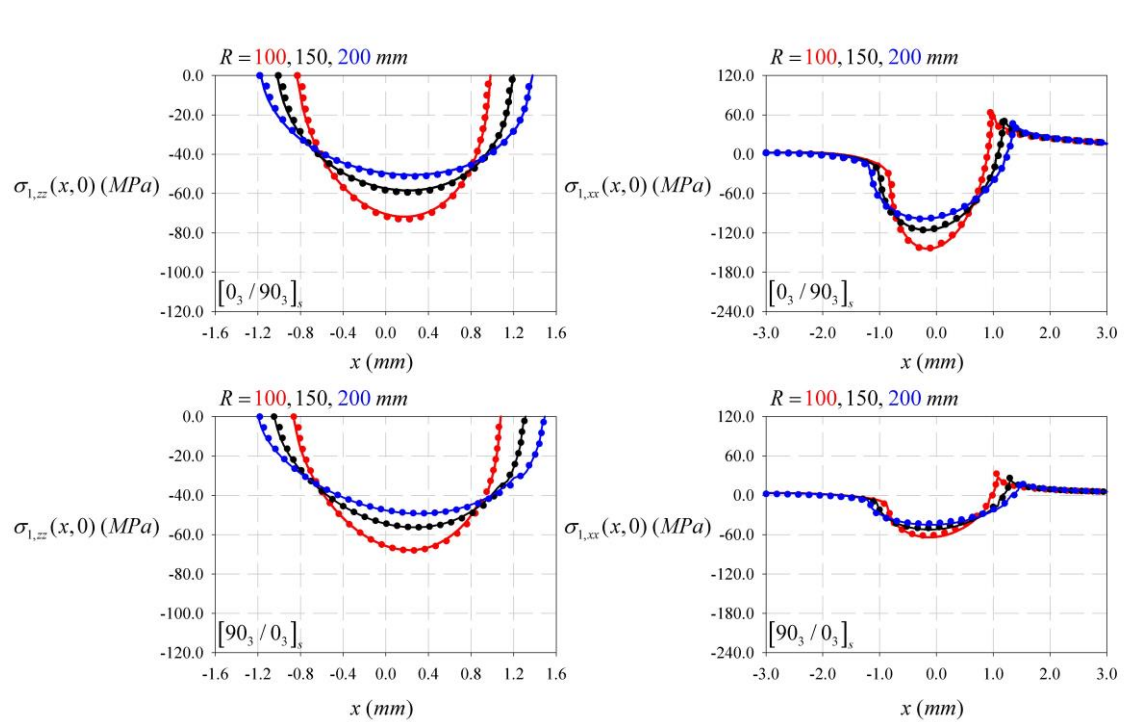 R = 100, 150, 200 mm
0.0
-20.0
-40.0
σ₁,zz(x,0) (MPa)
-60.0
-80.0
-100.0
[0₃ / 90₃]ₛ
-120.0
-1.6 -1.2 -0.8 -0.4 0.0 0.4 0.8 1.2 1.6
x (mm)
R = 100, 150, 200 mm
120.0
60.0
0.0
σ₁,xx(x,0) (MPa)
-60.0
-120.0
-180.0
[0₃ / 90₃]ₛ
-240.0
-3.0 -2.0 -1.0 0.0 1.0 2.0 3.0
x (mm)
R = 100, 150, 200 mm
0.0
-20.0
-40.0
σ₁,zz(x,0) (MPa)
-60.0
-80.0
-100.0
[90₃ / 0₃]ₛ
-120.0
-1.6 -1.2 -0.8 -0.4 0.0 0.4 0.8 1.2 1.6
x (mm)
R = 100, 150, 200 mm
120.0
60.0
0.0
σ₁,xx(x,0) (MPa)
-60.0
-120.0
-180.0
[90₃ / 0₃]ₛ
-240.0
-3.0 -2.0 -1.0 0.0 1.0 2.0 3.0
x (mm)